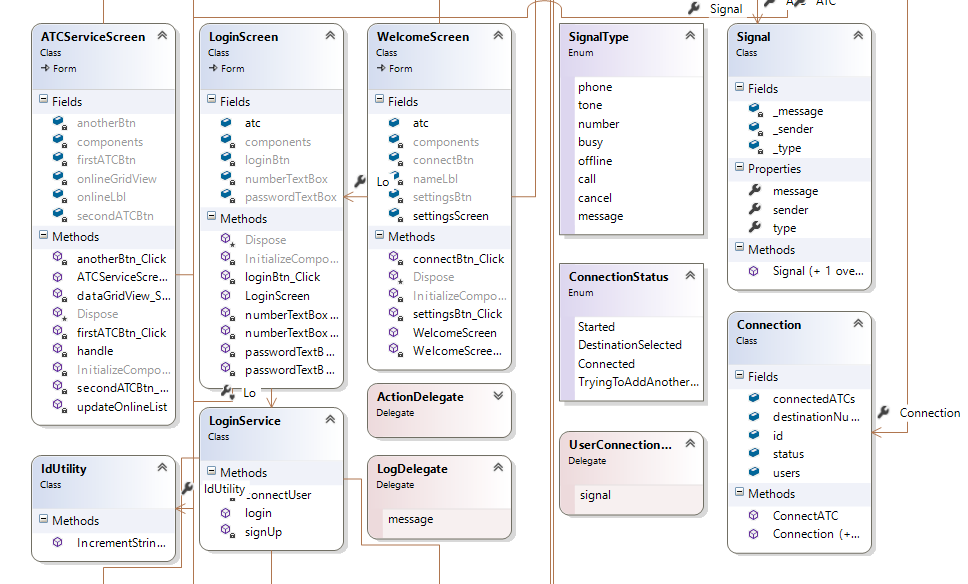 Signal
ATC
ATCServiceScreen
Class
Form
Fields
anotherBtn
components
firstATCBtn
onlineGridView
onlineLbl
secondATCBtn
Methods
anotherBtn_Click
ATCServiceScre...
dataGridView_S...
Dispose
firstATCBtn_Click
handle
InitializeCompo...
secondATCBtn_...
updateOnlineList
IdUtility
Class
Methods
IncrementStrin...
LoginScreen
Class
Form
Fields
atc
components
loginBtn
numberTextBox
passwordTextBox
Methods
Dispose
InitializeCompo...
loginBtn_Click
LoginScreen
numberTextBox ...
numberTextBox ...
passwordTextB...
passwordTextB...
Lo
LoginService
Class
Methods
IdUtility
connectUser
login
signUp
WelcomeScreen
Class
Form
Fields
atc
components
connectBtn
Lo
nameLbl
settingsBtn
settingsScreen
Methods
connectBtn_Click
Dispose
InitializeCompo...
settingsBtn_Click
WelcomeScreen
WelcomeScree...
ActionDelegate
Delegate
LogDelegate
Delegate
message
SignalType
Enum
phone
tone
number
busy
offline
call
cancel
message
ConnectionStatus
Enum
Started
DestinationSelected
Connected
TryingToAddAnother...
UserConnection...
Delegate
signal
Signal
Class
Fields
_message
_sender
_type
Properties
message
sender
type
Methods
Signal (+ 1 ove...
Connection
Class
Fields
connectedATCs
destinationNu ...
id
status
users
Methods
ConnectATC
Connection (+...
Connection